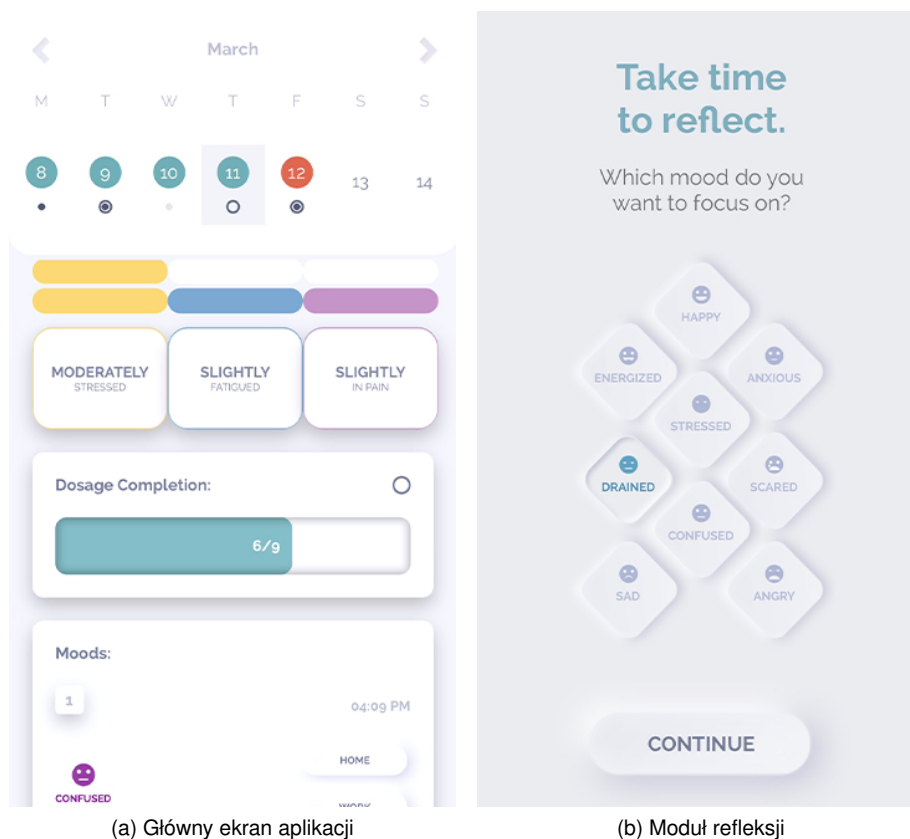 March
M T W T F S S
8 9 10 11 12 13 14
MODERATELY
STRESSED
SLIGHTLY
FATIGUED
SLIGHTLY
IN PAIN
Dosage Completion:
6/9
Moods:
1
04:09 PM
HOME
CONFUSED
WORK
(a) Główny ekran aplikacji
Take time
to reflect.
Which mood do you
want to focus on?
HAPPY
ENERGIZED
ANXIOUS
STRESSED
DRAINED
SCARED
CONFUSED
SAD
ANGRY
CONTINUE
(b) Moduł refleksji